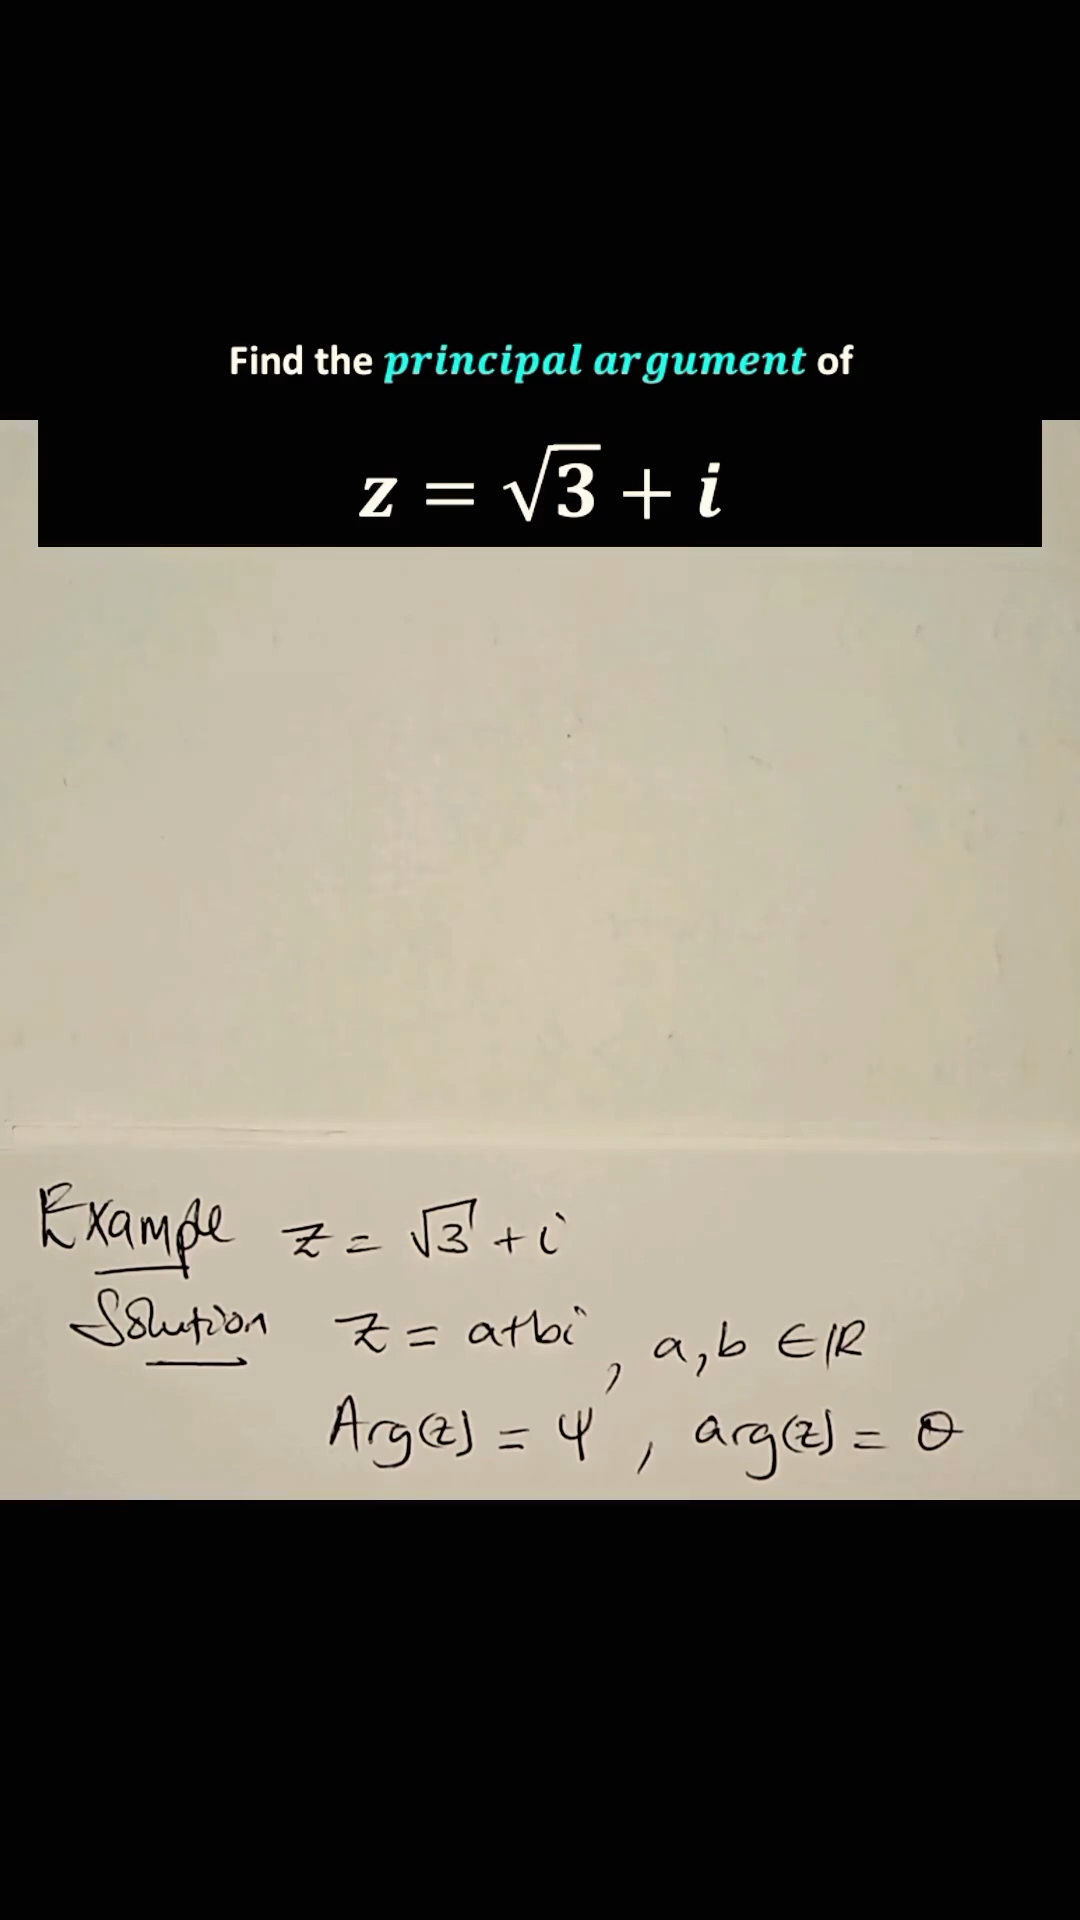 Find the principal argument of
z = √3 + i
Example z = √3 + i
Solution z = a+bi , a,b ∈ ℝ
Arg(z) = ψ , arg(z) = θ